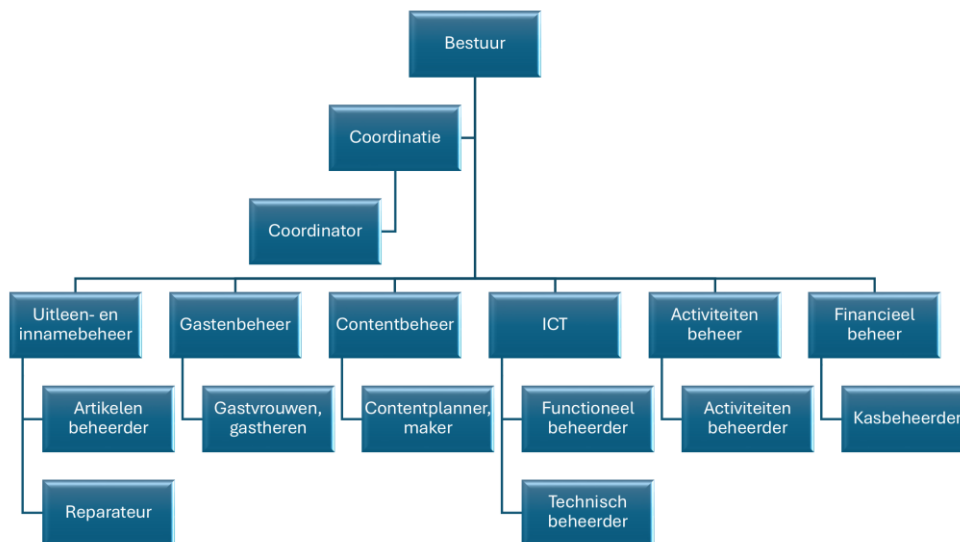 Bestuur
Coordinatie
Coordinator
Uitleen- en
innamebeheer
Gastenbeheer
Contentbeheer
ICT
Activiteiten
beheer
Financieel
beheer
Artikelen
beheerder
Gastvrouwen,
gastheren
Contentplanner,
maker
Functioneel
beheerder
Activiteiten
beheerder
Kasbeheerder
Reparateur
Technisch
beheerder